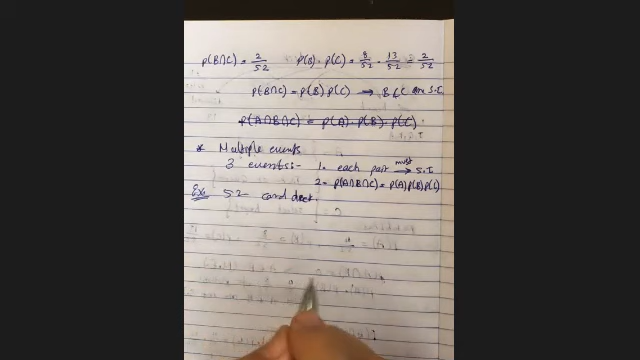 P(B∩C) = 2/52   P(B) · P(C) = 8/52 · 13/52 = 2/52
P(B∩C) = P(B) P(C) → B & C are S.I
P(A∩B∩C) = P(A) · P(B) · P(C)
* Multiple events
3 events:- 1. each pair must → S.I
2. P(A∩B∩C) = P(A) P(B) P(C)
Ex: 52 card deck.